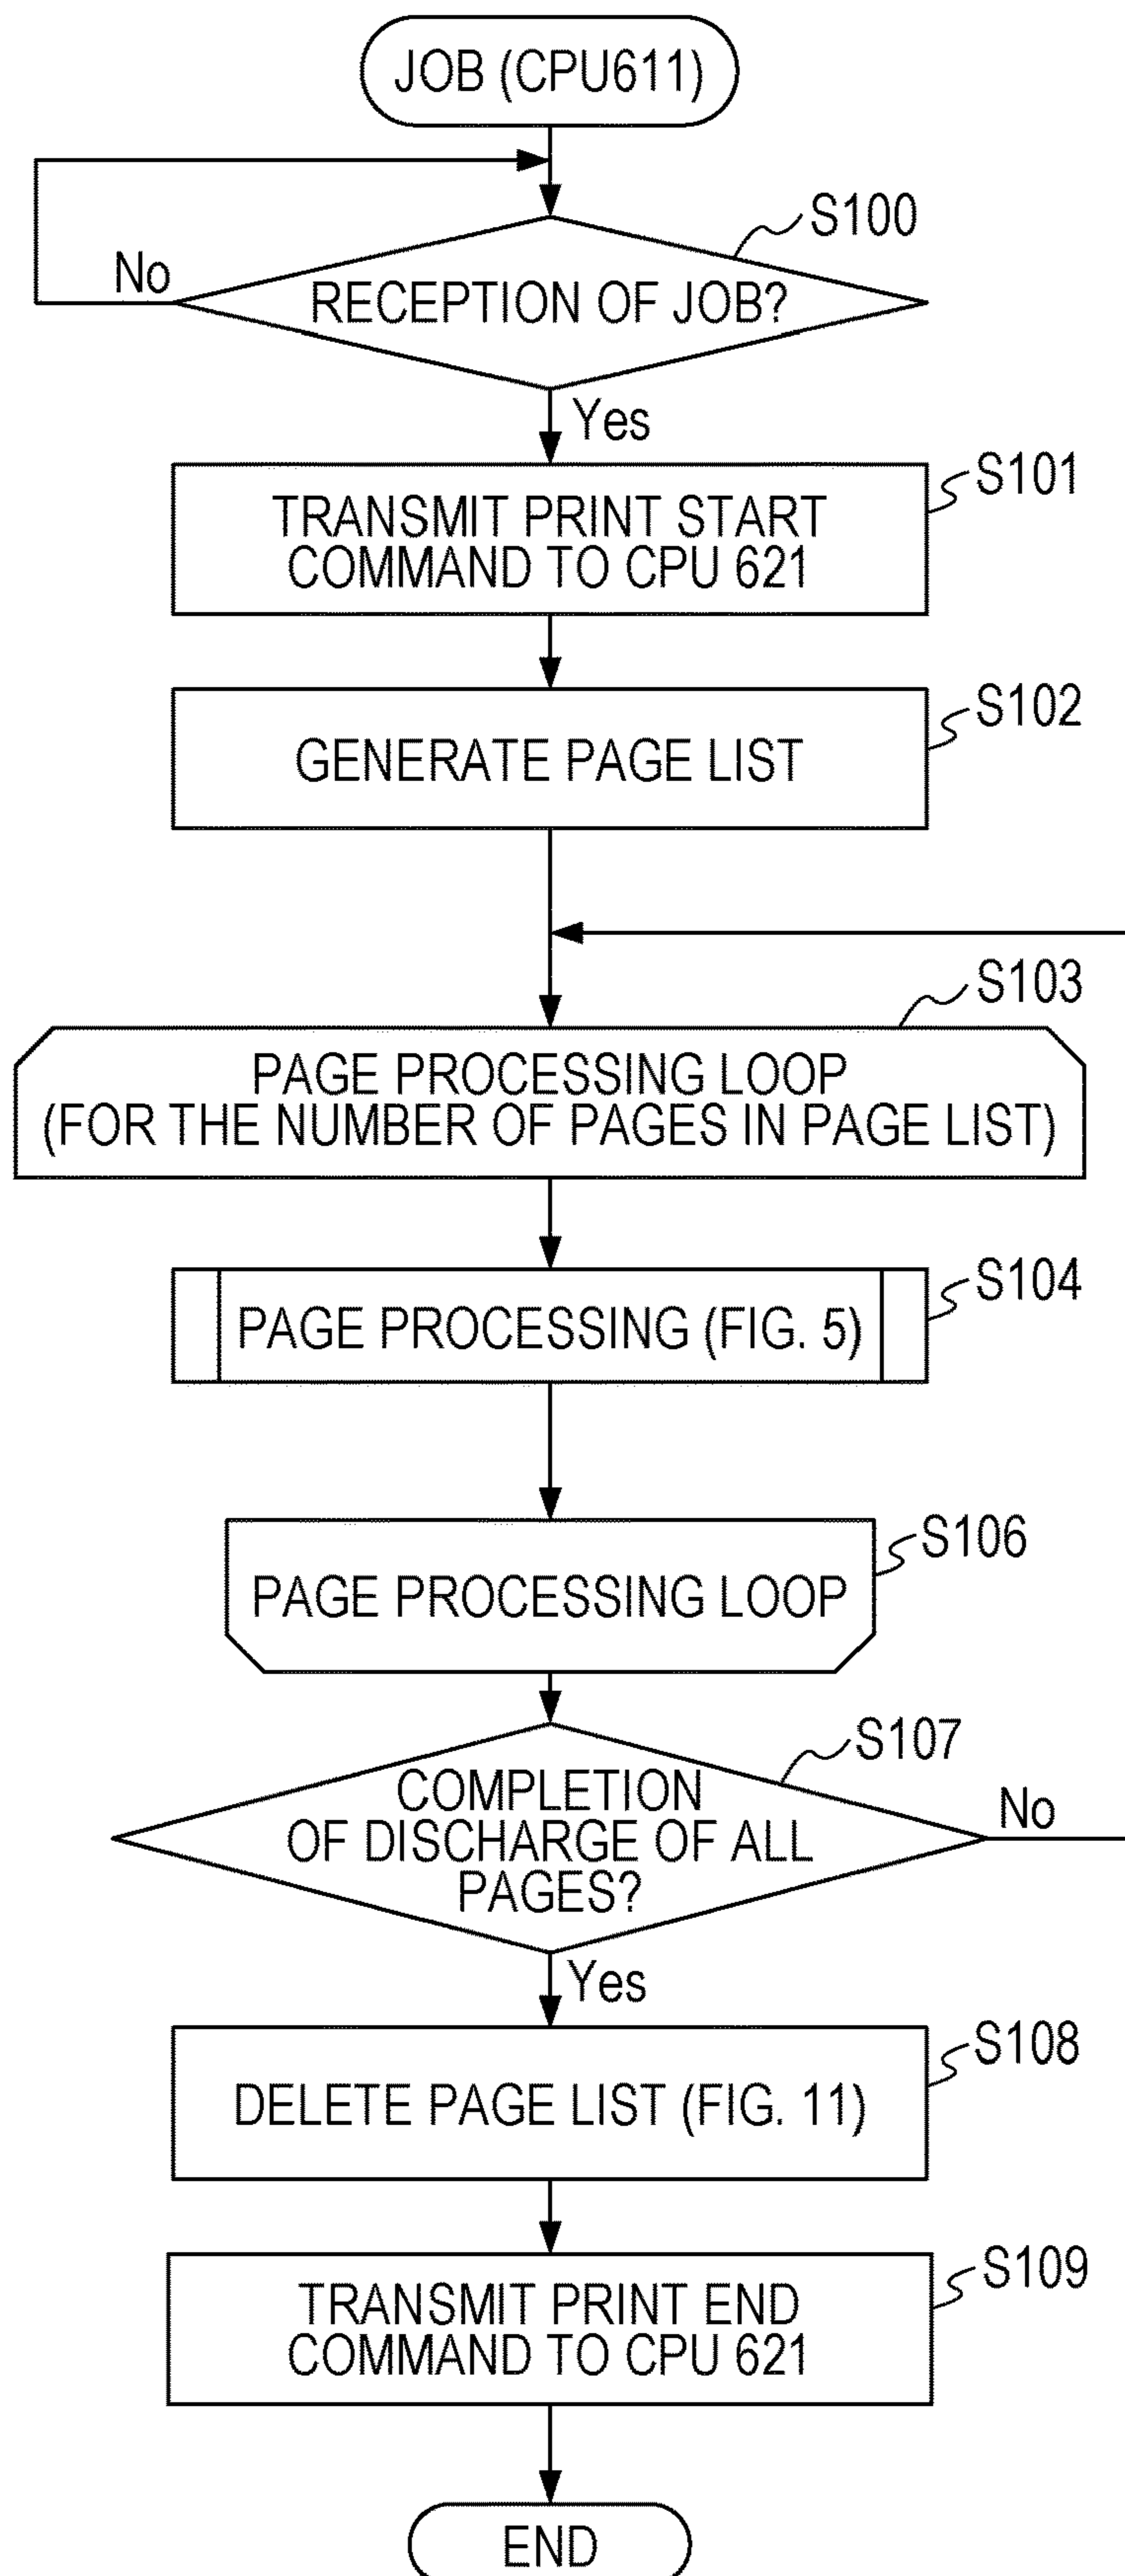 JOB (CPU611)
S100
No
RECEPTION OF JOB?
Yes
S101
TRANSMIT PRINT START
COMMAND TO CPU 621
S102
GENERATE PAGE LIST
S103
PAGE PROCESSING LOOP
(FOR THE NUMBER OF PAGES IN PAGE LIST)
S104
PAGE PROCESSING (FIG. 5)
S106
PAGE PROCESSING LOOP
S107
COMPLETION
OF DISCHARGE OF ALL
PAGES?
No
Yes
S108
DELETE PAGE LIST (FIG. 11)
S109
TRANSMIT PRINT END
COMMAND TO CPU 621
END